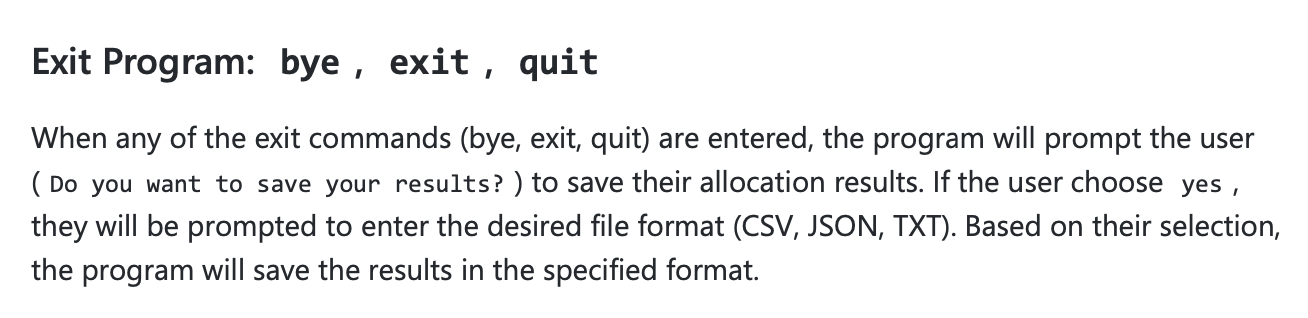 Exit Program: bye , exit , quit
When any of the exit commands (bye, exit, quit) are entered, the program will prompt the user
( Do you want to save your results? ) to save their allocation results. If the user choose yes ,
they will be prompted to enter the desired file format (CSV, JSON, TXT). Based on their selection,
the program will save the results in the specified format.